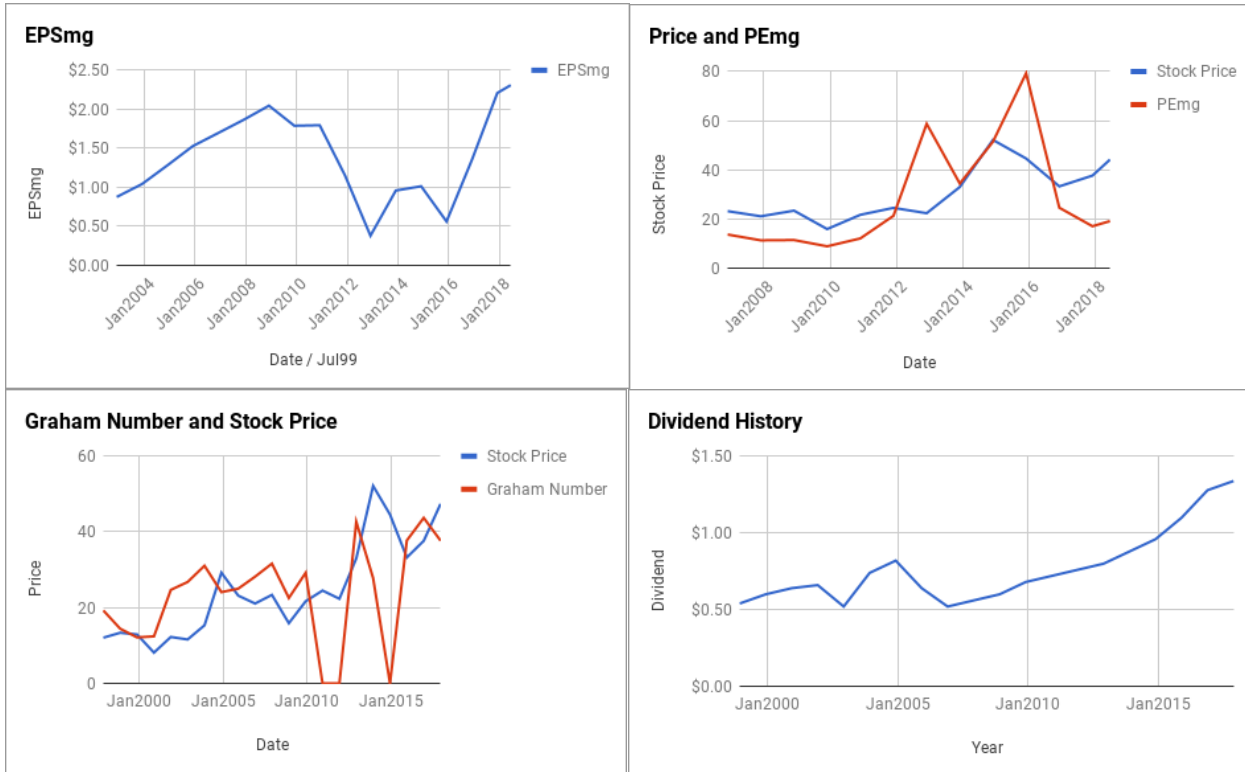 EPSmg
EPSmg
$2.50
$2.00
$1.50
$1.00
$0.50
$0.00
EPSmg
Jan2004
Jan2006
Jan2008
Jan2010
Jan2012
Jan2014
Jan2016
Jan2018
Date / Jul99
Price and PEmg
Stock Price
PEmg
80
60
40
20
0
Stock Price
Jan2008
Jan2010
Jan2012
Jan2014
Jan2016
Jan2018
Date
Graham Number and Stock Price
Stock Price
Graham Number
60
40
20
0
Price
Jan2000
Jan2005
Jan2010
Jan2015
Date
Dividend History
$1.50
$1.00
$0.50
$0.00
Dividend
Jan2000
Jan2005
Jan2010
Jan2015
Year